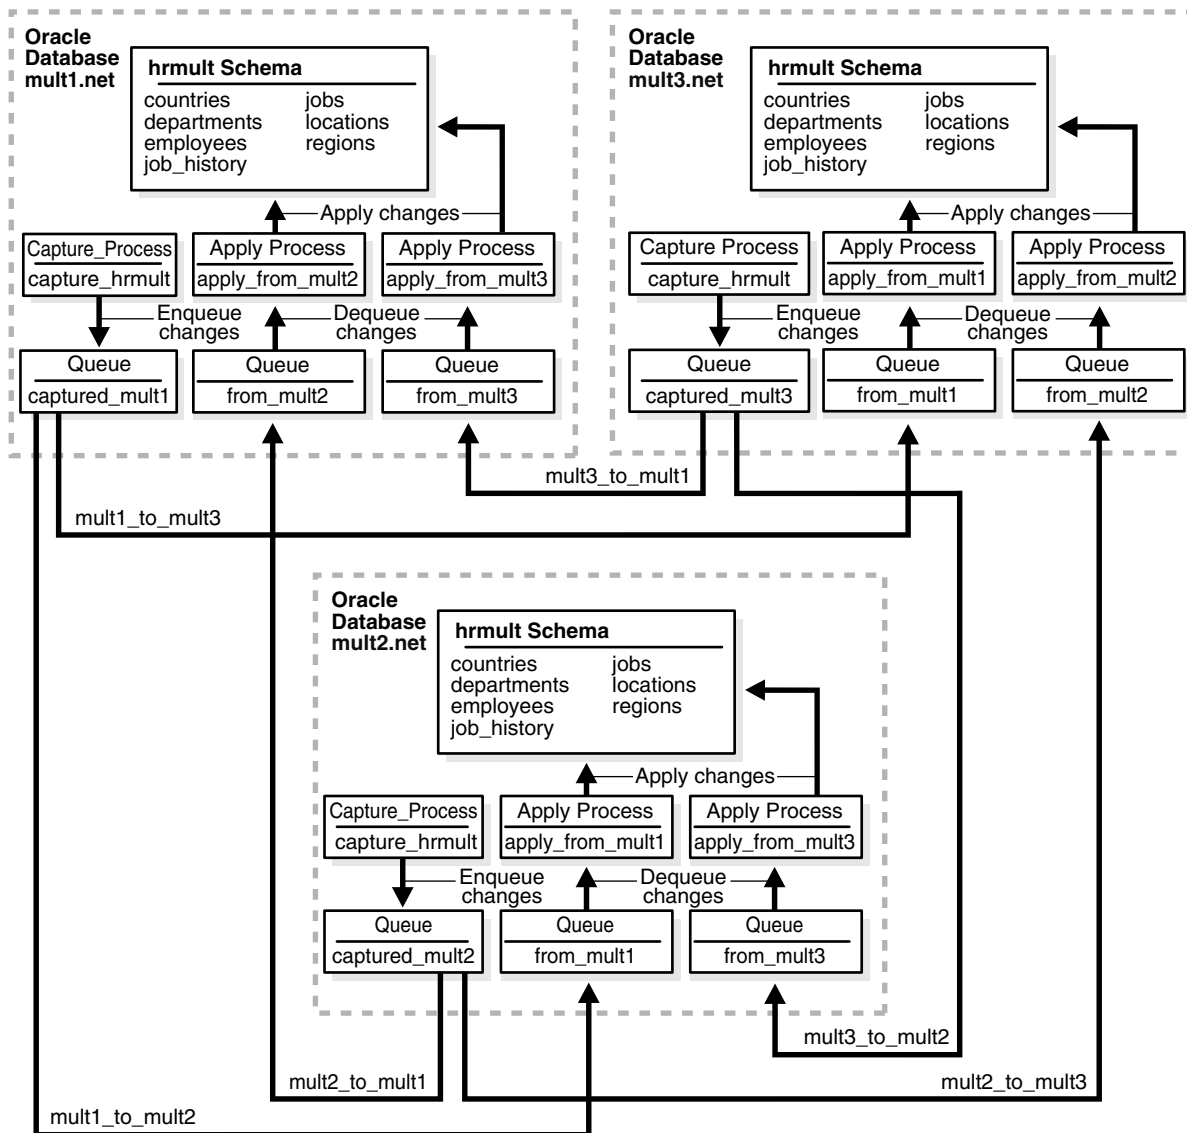 Oracle
Database
mult1.net
hrmult Schema
countries jobs
departments locations
employees regions
job_history
Apply changes
Capture_Process
capture_hrmult
Apply Process
apply_from_mult2
Apply Process
apply_from_mult3
Enqueue
changes
Dequeue
changes
Queue
captured_mult1
Queue
from_mult2
Queue
from_mult3
Oracle
Database
mult3.net
hrmult Schema
countries jobs
departments locations
employees regions
job_history
Apply changes
Capture Process
capture_hrmult
Apply Process
apply_from_mult1
Apply Process
apply_from_mult2
Enqueue
changes
Dequeue
changes
Queue
captured_mult3
Queue
from_mult1
Queue
from_mult2
mult3_to_mult1
mult1_to_mult3
Oracle
Database
mult2.net
hrmult Schema
countries jobs
departments locations
employees regions
job_history
Apply changes
Capture_Process
capture_hrmult
Apply Process
apply_from_mult1
Apply Process
apply_from_mult3
Enqueue
changes
Dequeue
changes
Queue
captured_mult2
Queue
from_mult1
Queue
from_mult3
mult3_to_mult2
mult2_to_mult1
mult2_to_mult3
mult1_to_mult2